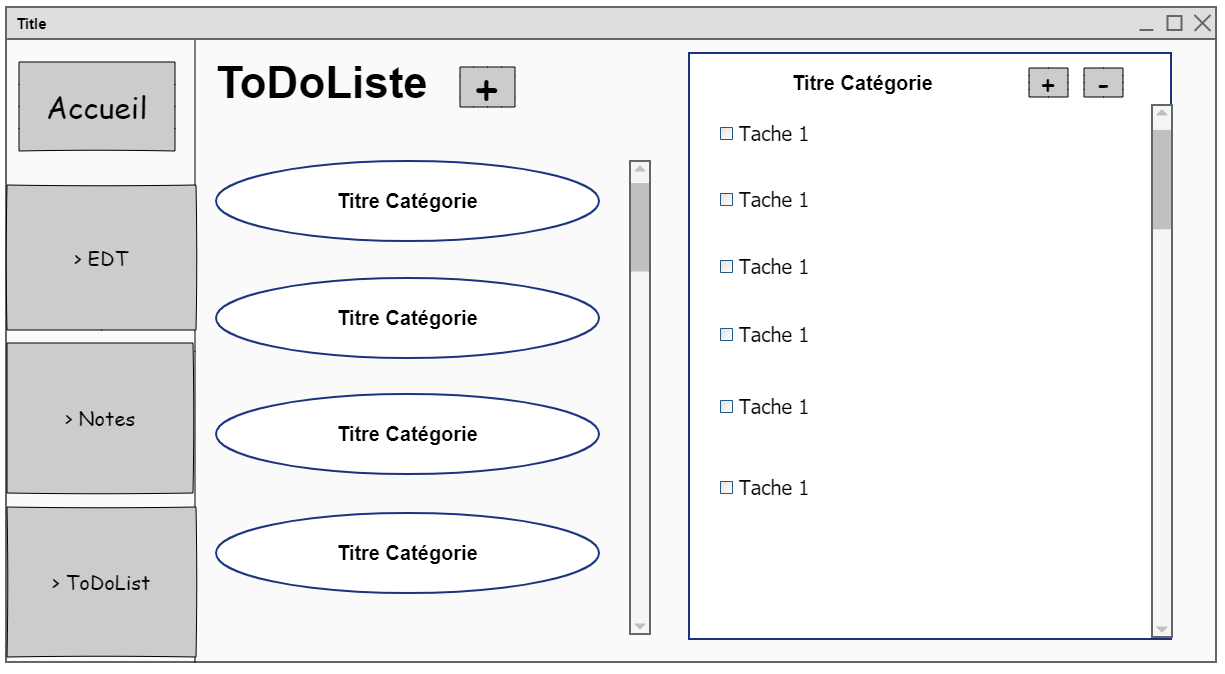 Title
Accueil
> EDT
> Notes
> ToDoList
ToDoListe +
Titre Catégorie
Titre Catégorie
Titre Catégorie
Titre Catégorie
Titre Catégorie + -
Tache 1
Tache 1
Tache 1
Tache 1
Tache 1
Tache 1